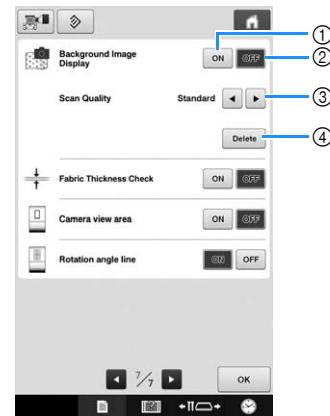 Background Image
Display
ON OFF
①
②
Scan Quality Standard
③
Delete
④
Fabric Thickness Check ON OFF
Camera view area ON OFF
Rotation angle line ON OFF
7/7
OK